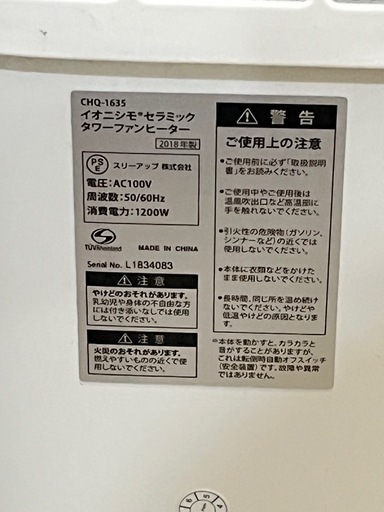 CHQ-1635
イオニシモ®セラミック
タワーファンヒーター
2018年製
PS
E
スリーアップ 株式会社
電圧:AC100V
周波数:50/60Hz
消費電力:1200W
TÜVRheinland
MADE IN CHINA
Serial No. L1834083
⚠注意
やけどのおそれがあります。
乳幼児や身体の不自由な方に
には付き添いなしでは使用
しないでください。
⚠注意
火災のおそれがあります。
燃えやすいものの近くで使
用しないでください。
⚠警告
ご使用上の注意
●ご使用前に必ず「取扱説明
書」をお読みください。
●ご使用中やご使用後は
温風吹出口など高温部に
手を触れないでください。
●引火性の危険物(ガソリン、
シンナーなど)の近くでは
使用しないでください。
●本体に衣類などをかけた
まま使用しないでください。
●長時間、同じ所を温め続け
ないでください。やけどや
低温やけどの原因となりま
す。
※本体を動かすと、カラカラと
音がすることがありますが、
これは転倒時自動オフスイッチ
(安全装置)です。故障や異常
ではありません。